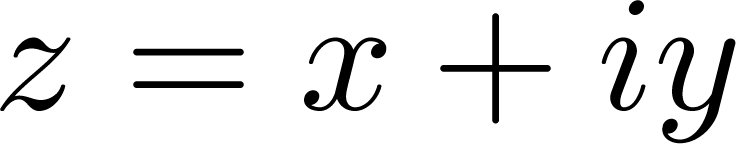 z = x + iy